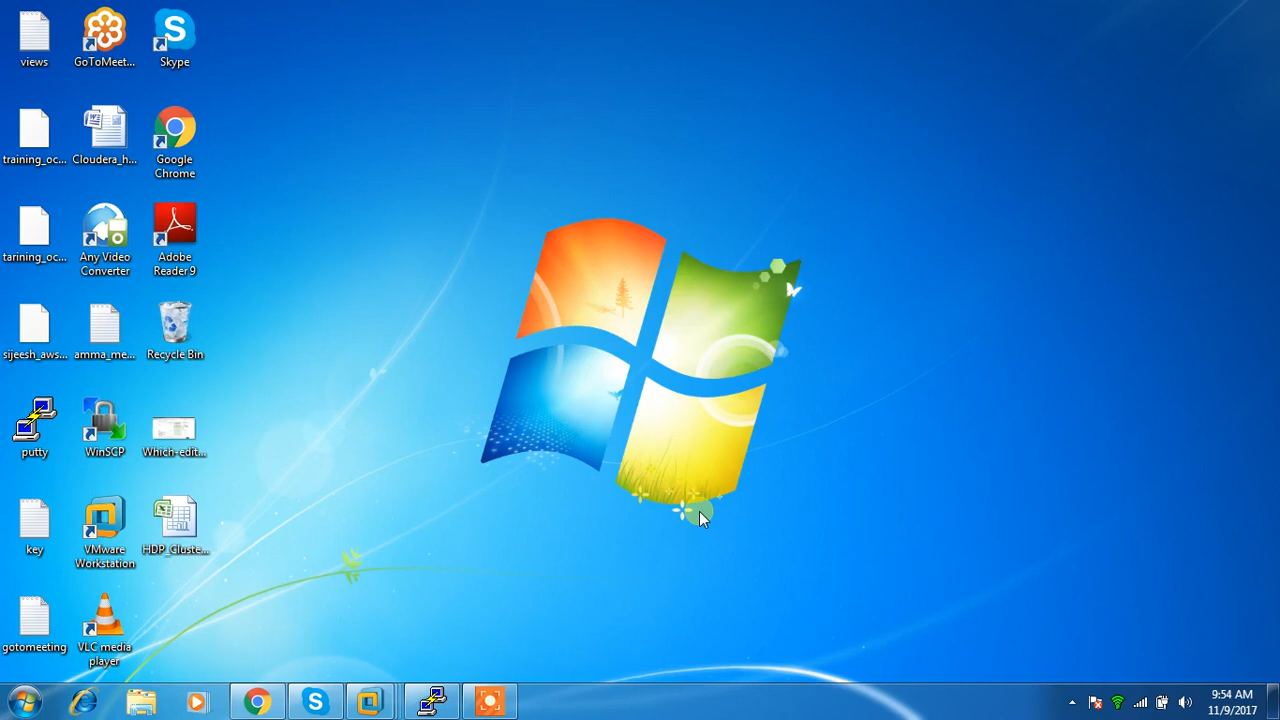 views
GoToMeet...
Skype
training_oc...
Cloudera_h...
Google
Chrome
tarining_oc...
Any Video
Converter
Adobe
Reader 9
sijeesh_aws...
amma_me...
Recycle Bin
putty
WinSCP
Which-edit...
key
VMware
Workstation
HDP_Cluste...
gotomeeting
VLC media
player
9:54 AM
11/9/2017